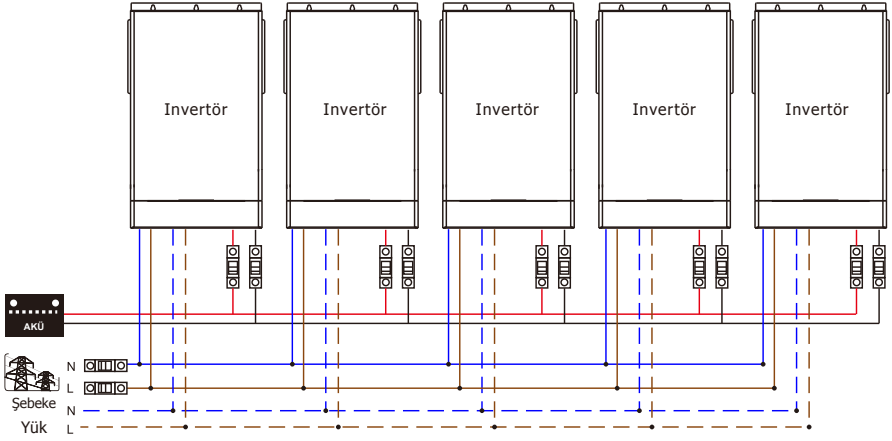 Invertör Invertör Invertör Invertör Invertör
AKÜ
N
L
Şebeke
N
Yük L